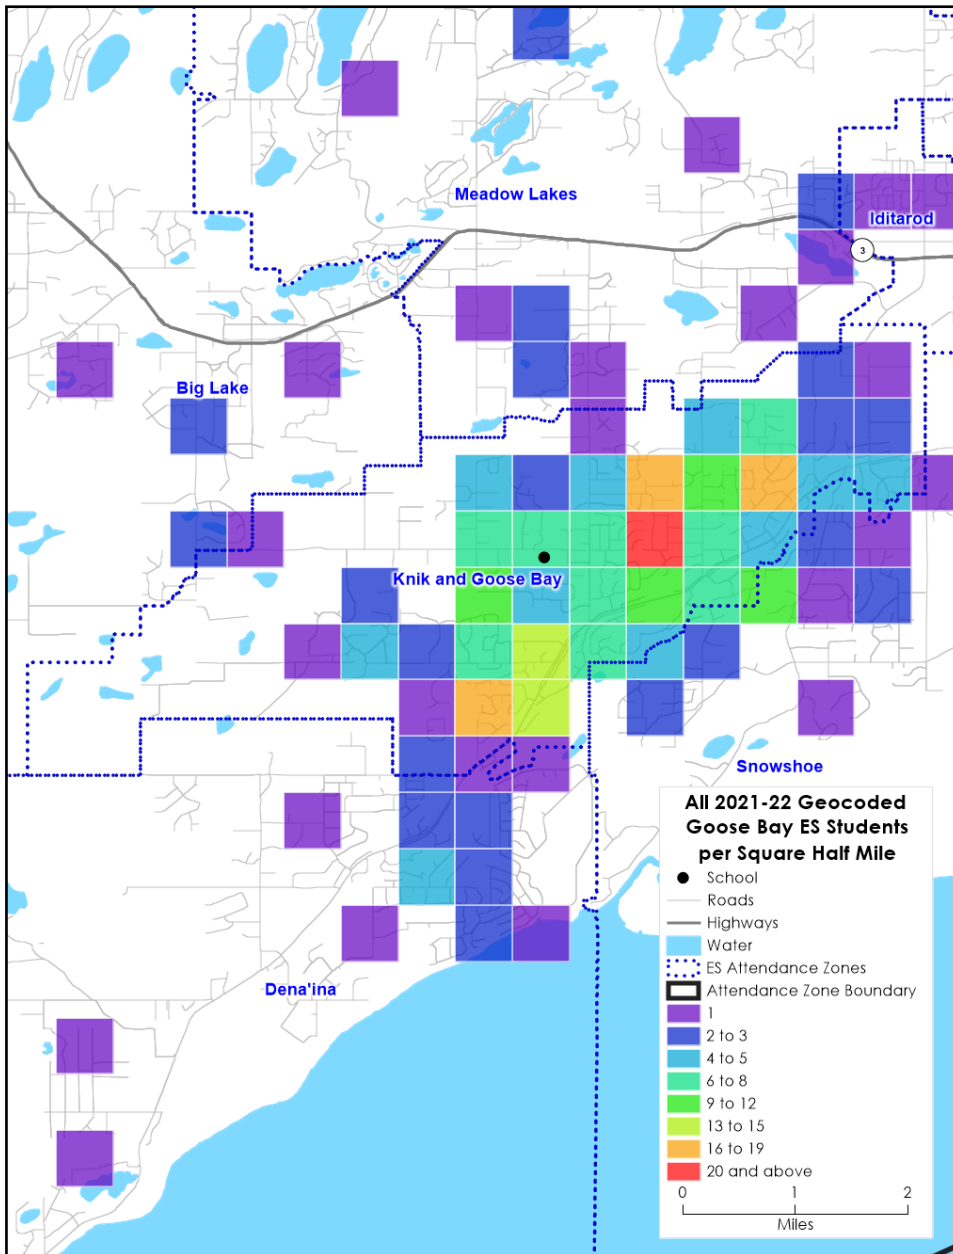 Meadow Lakes
Iditarod
3
Big Lake
Knik and Goose Bay
Snowshoe
Dena'ina
All 2021-22 Geocoded
Goose Bay ES Students
per Square Half Mile
School
Roads
Highways
Water
ES Attendance Zones
Attendance Zone Boundary
1
2 to 3
4 to 5
6 to 8
9 to 12
13 to 15
16 to 19
20 and above
0 1 2
Miles